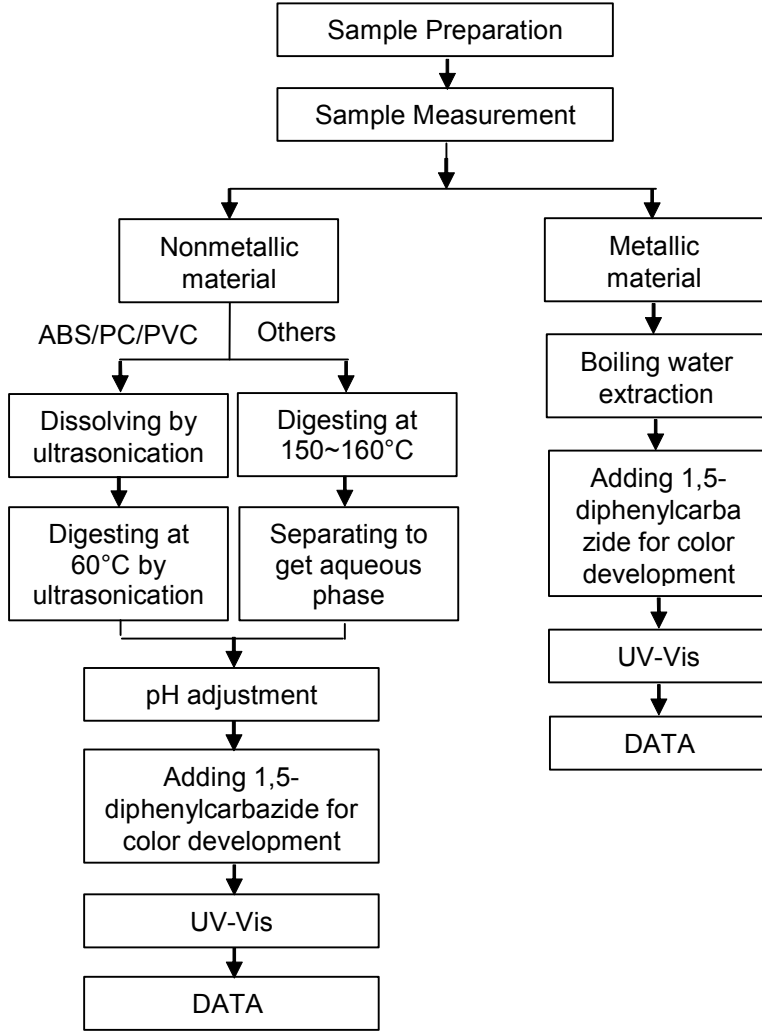 Sample Preparation
Sample Measurement
Nonmetallic
material
Metallic
material
ABS/PC/PVC
Others
Boiling water
extraction
Dissolving by
ultrasonication
Digesting at
150~160°C
Adding 1,5-
diphenylcarba
zide for color
development
Digesting at
60°C by
ultrasonication
Separating to
get aqueous
phase
UV-Vis
pH adjustment
DATA
Adding 1,5-
diphenylcarbazide for
color development
UV-Vis
DATA